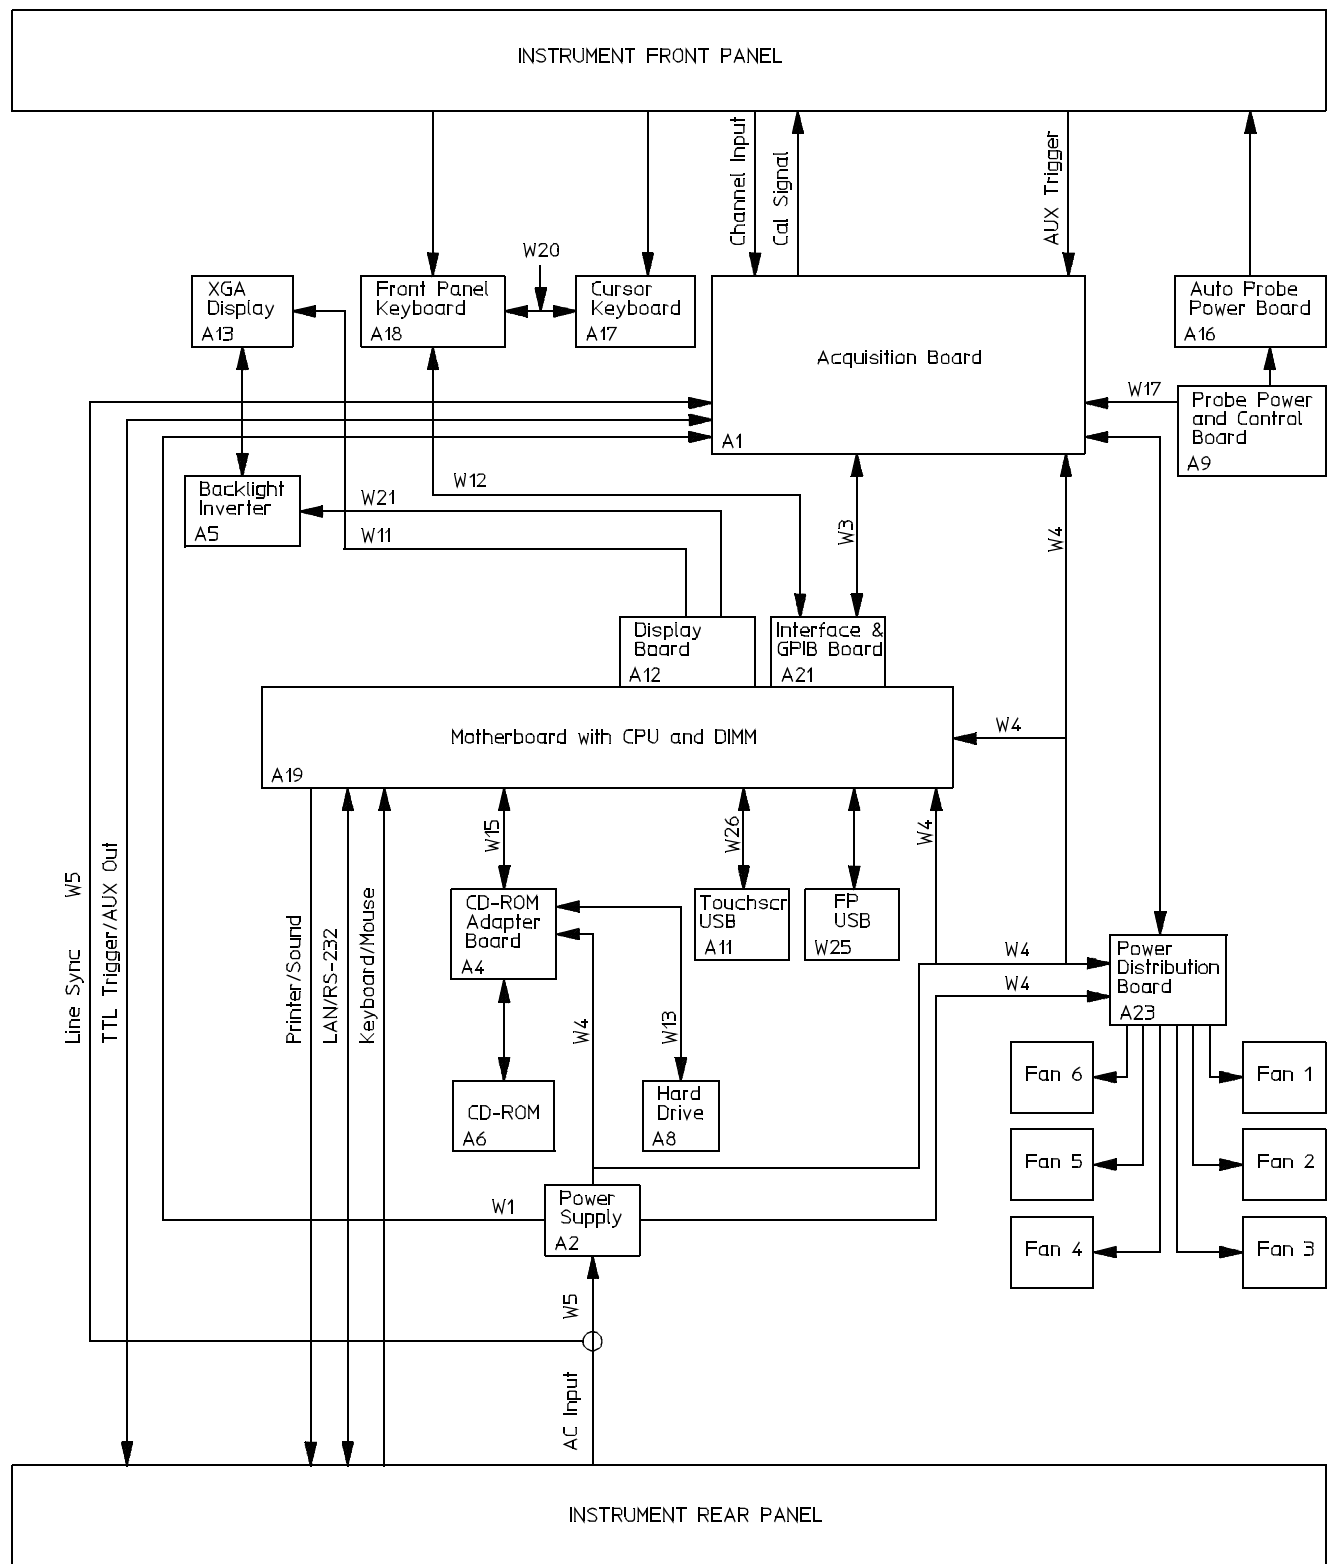 INSTRUMENT FRONT PANEL
Channel Input
Cal Signal
AUX Trigger
W20
XGA
Display
A13
Front Panel
Keyboard
A18
Cursor
Keyboard
A17
Acquisition Board
A1
Auto Probe
Power Board
A16
W17
Probe Power
and Control
Board
A9
Backlight
Inverter
A5
W12
W21
W11
W3
W4
Display
Board
A12
Interface &
GPIB Board
A21
Motherboard with CPU and DIMM
A19
W4
W15
W26
W4
Line Sync W5
TTL Trigger/AUX Out
Printer/Sound
LAN/RS-232
Keyboard/Mouse
CD-ROM
Adapter
Board
A4
Touchscr
USB
A11
FP
USB
W25
W4
W13
W4
W4
Power
Distribution
Board
A23
CD-ROM
A6
Hard
Drive
A8
Fan 6
Fan 1
Fan 5
Fan 2
Fan 4
Fan 3
W1
Power
Supply
A2
W5
AC Input
INSTRUMENT REAR PANEL